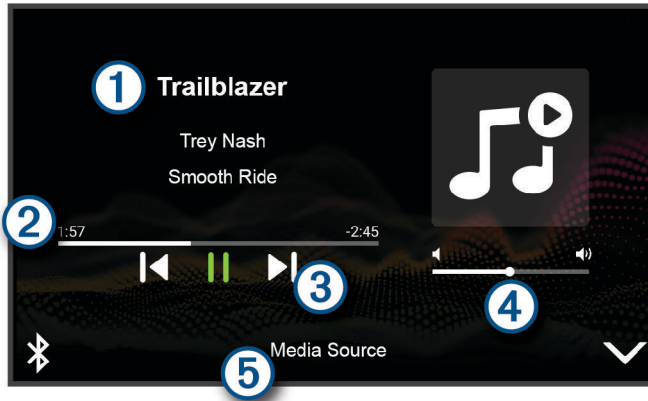 1 Trailblazer
Trey Nash
Smooth Ride
2
1:57 -2:45
3
4
5 Media Source